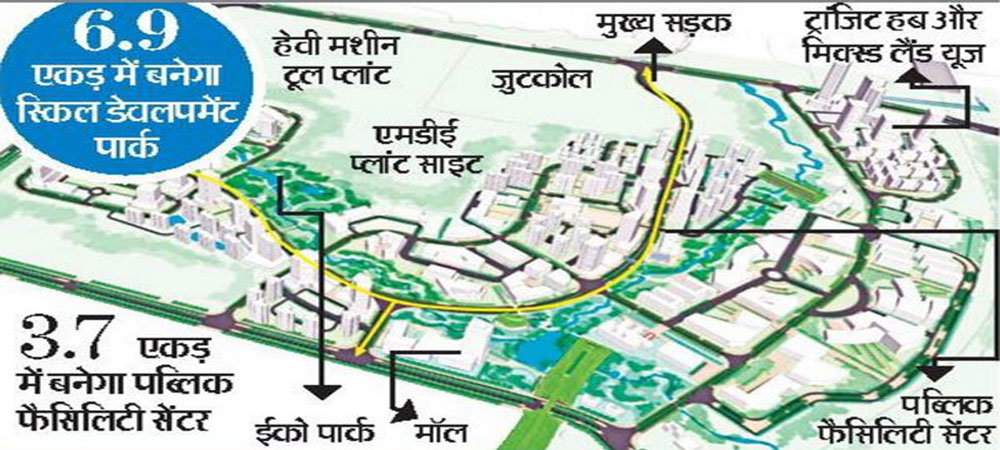 6.9
एकड़ में बनेगा
स्किल डेवलपमेंट
पार्क
हेवी मशीन
टूल प्लांट
जुटकोल
मुख्य सड़क
ट्रांजिट हब और
मिक्स्ड लैंड यूज
एमडीई
प्लांट साइट
3.7 एकड़
में बनेगा पब्लिक
फैसिलिटी सेंटर
ईको पार्क
मॉल
पब्लिक
फैसिलिटी सेंटर